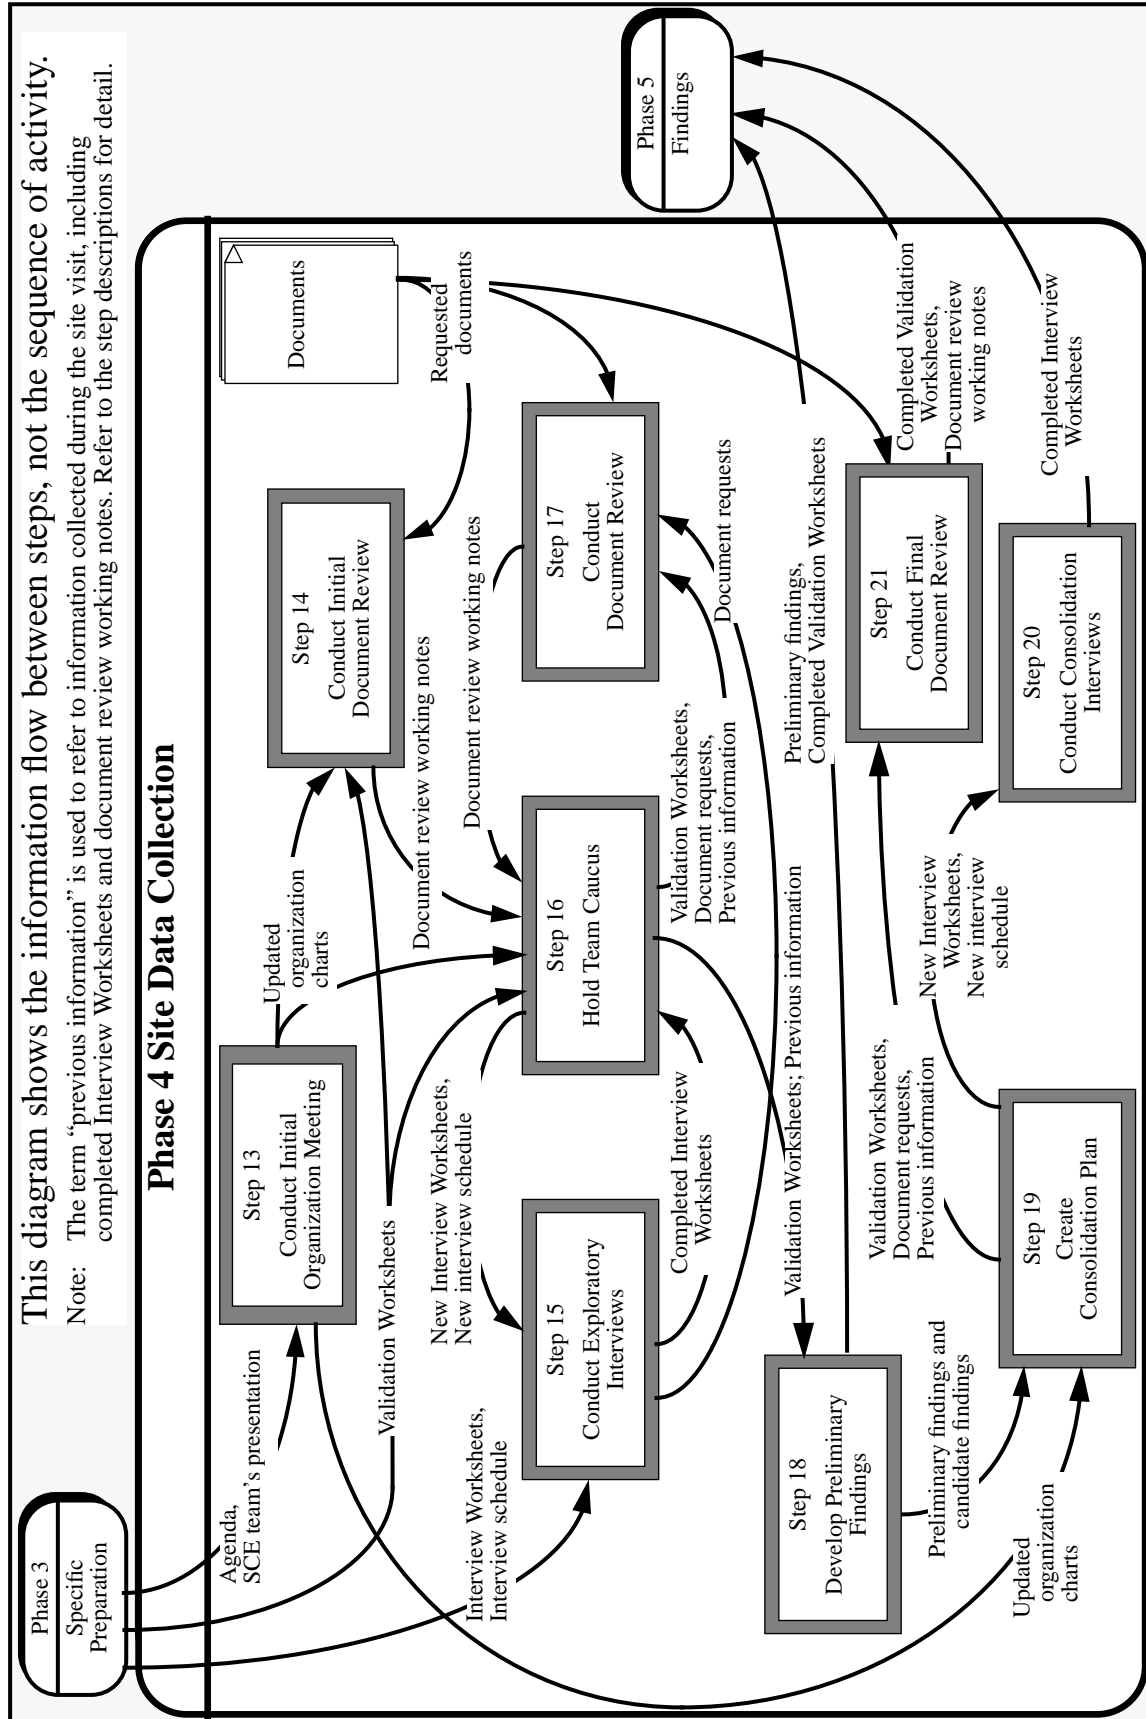 This diagram shows the information flow between steps, not the sequence of activity.
Note: The term “previous information” is used to refer to information collected during the site visit, including
completed Interview Worksheets and document review working notes. Refer to the step descriptions for detail.
Phase 3
Specific
Preparation
Phase 4 Site Data Collection
Agenda,
SCE team’s presentation
Step 13
Conduct Initial
Organization Meeting
Updated
organization
charts
Step 14
Conduct Initial
Document Review
Documents
Requested
documents
Validation Worksheets
Document review working notes
Interview Worksheets,
Interview schedule
New Interview Worksheets,
New interview schedule
Document review working notes
Step 15
Conduct Exploratory
Interviews
Step 16
Hold Team Caucus
Step 17
Conduct
Document Review
Completed Interview
Worksheets
Validation Worksheets,
Document requests,
Previous information
Document requests
Phase 5
Findings
Validation Worksheets; Previous information
Preliminary findings,
Completed Validation Worksheets
Step 18
Develop Preliminary
Findings
Validation Worksheets,
Document requests,
Previous information
Step 21
Conduct Final
Document Review
Completed Validation
Worksheets,
Document review
working notes
Preliminary findings and
candidate findings
New Interview
Worksheets,
New interview
schedule
Updated
organization
charts
Step 19
Create
Consolidation Plan
Step 20
Conduct Consolidation
Interviews
Completed Interview
Worksheets